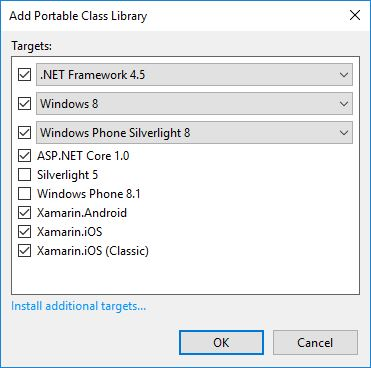 Add Portable Class Library
Targets:
.NET Framework 4.5
Windows 8
Windows Phone Silverlight 8
ASP.NET Core 1.0
Silverlight 5
Windows Phone 8.1
Xamarin.Android
Xamarin.iOS
Xamarin.iOS (Classic)
Install additional targets...
OK Cancel